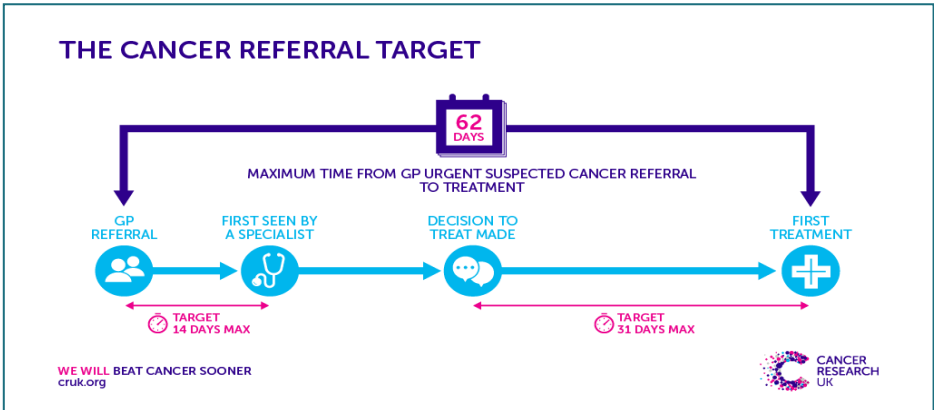 THE CANCER REFERRAL TARGET
62
DAYS
MAXIMUM TIME FROM GP URGENT SUSPECTED CANCER REFERRAL
TO TREATMENT
GP
REFERRAL
FIRST SEEN BY
A SPECIALIST
DECISION TO
TREAT MADE
FIRST
TREATMENT
TARGET
14 DAYS MAX
TARGET
31 DAYS MAX
WE WILL BEAT CANCER SOONER
cruk.org
CANCER
RESEARCH
UK